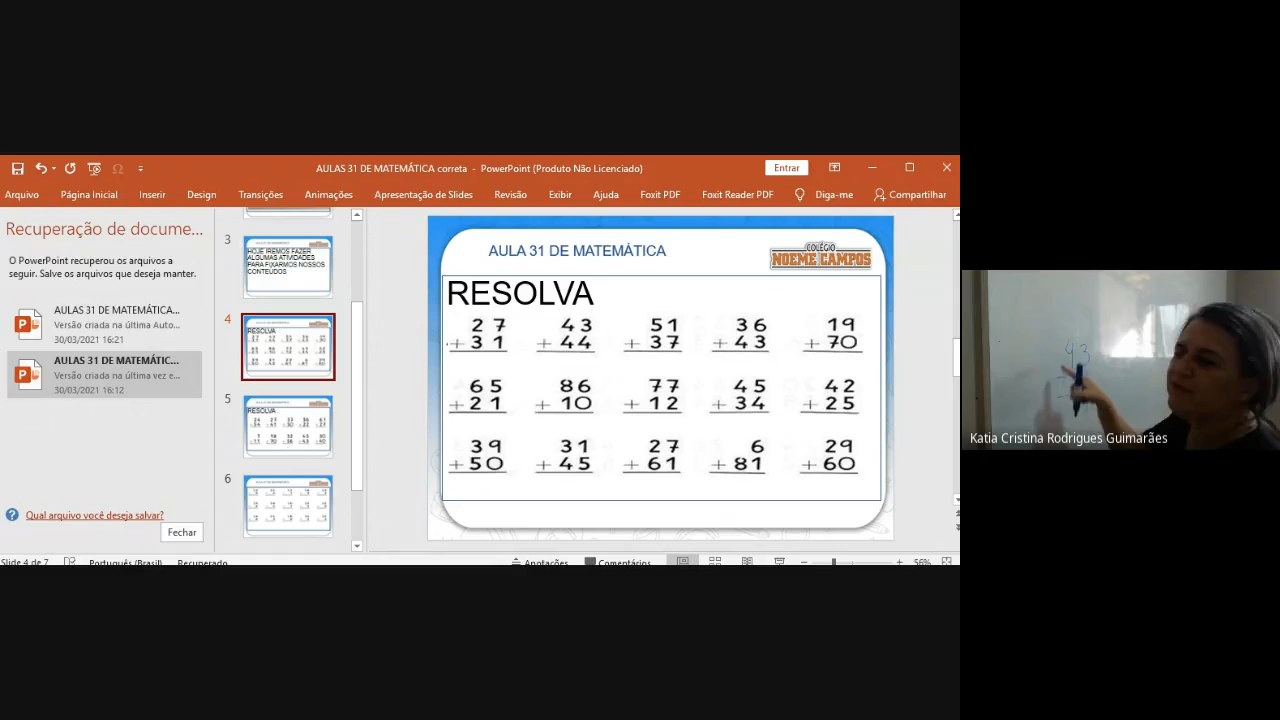 AULAS 31 DE MATEMÁTICA correta - PowerPoint (Produto Não Licenciado)
Entrar
Arquivo Página Inicial Inserir Design Transições Animações Apresentação de Slides Revisão Exibir Ajuda Foxit PDF Foxit Reader PDF Diga-me Compartilhar
Recuperação de docume...
O PowerPoint recuperou os arquivos a
seguir. Salve os arquivos que deseja manter.
AULAS 31 DE MATEMÁTICA...
Versão criada na última Auto...
30/03/2021 16:21
AULAS 31 DE MATEMÁTIC...
Versão criada na última vez e...
30/03/2021 16:12
Qual arquivo você deseja salvar?
Fechar
3
HOJE IREMOS FAZER
ALGUMAS ATIVIDADES
PARA FIXARMOS NOSSOS
CONTEUDOS
4
RESOLVA
5
RESOLVA
6
AULA 31 DE MATEMÁTICA
COLÉGIO
NOEME CAMPOS
RESOLVA
27 43 51 36 19
+31 +44 +37 +43 +70
65 86 77 45 42
+21 +10 +12 +34 +25
39 31 27 6 29
+50 +45 +61 +81 +60
Slide 4 de 7 Português (Brasil) Recuperado Anotações Comentários 56%
43
Katia Cristina Rodrigues Guimarães